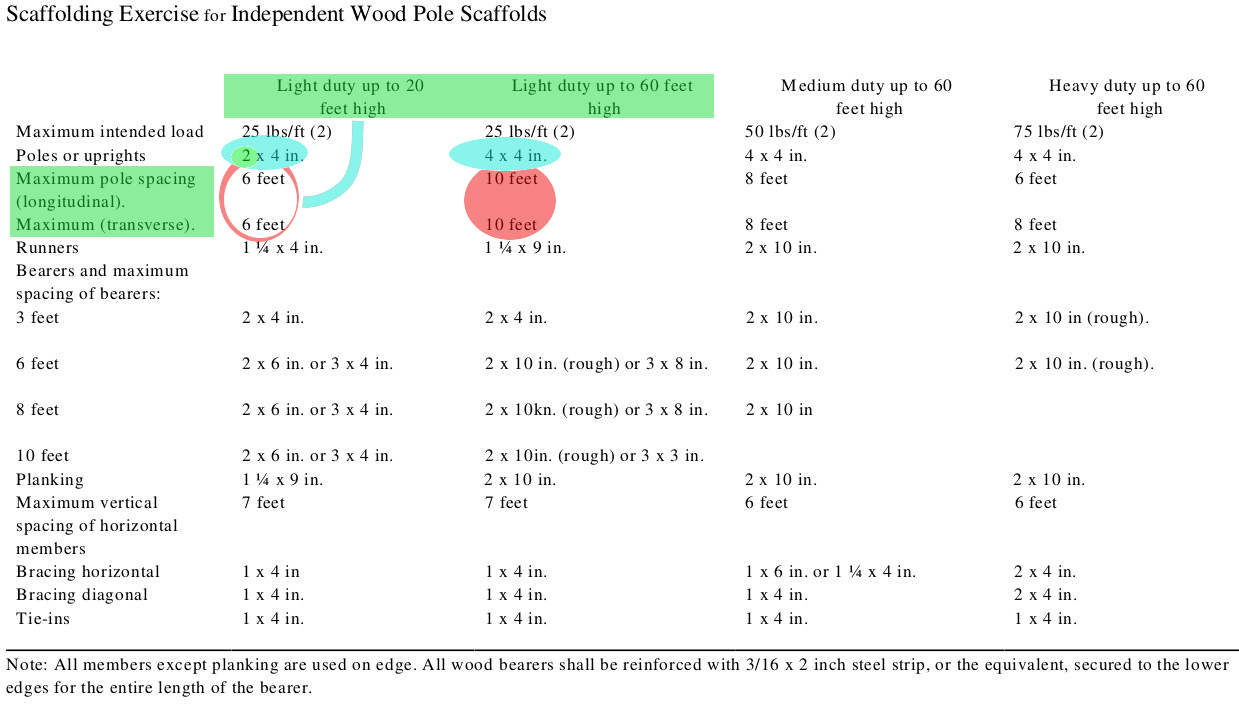 Scaffolding Exercise for Independent Wood Pole Scaffolds
Light duty up to 20 Light duty up to 60 feet Medium duty up to 60 Heavy duty up to 60
feet high high feet high feet high
Maximum intended load 25 lbs/ft (2) 25 lbs/ft (2) 50 lbs/ft (2) 75 lbs/ft (2)
Poles or uprights 2 x 4 in. 4 x 4 in. 4 x 4 in. 4 x 4 in.
Maximum pole spacing 6 feet 10 feet 8 feet 6 feet
(longitudinal).
Maximum (transverse). 6 feet 10 feet 8 feet 8 feet
Runners 1 ¼ x 4 in. 1 ¼ x 9 in. 2 x 10 in. 2 x 10 in.
Bearers and maximum
spacing of bearers:
3 feet 2 x 4 in. 2 x 4 in. 2 x 10 in. 2 x 10 in (rough).
6 feet 2 x 6 in. or 3 x 4 in. 2 x 10 in. (rough) or 3 x 8 in. 2 x 10 in. 2 x 10 in. (rough).
8 feet 2 x 6 in. or 3 x 4 in. 2 x 10kn. (rough) or 3 x 8 in. 2 x 10 in
10 feet 2 x 6 in. or 3 x 4 in. 2 x 10in. (rough) or 3 x 3 in.
Planking 1 ¼ x 9 in. 2 x 10 in. 2 x 10 in. 2 x 10 in.
Maximum vertical 7 feet 7 feet 6 feet 6 feet
spacing of horizontal
members
Bracing horizontal 1 x 4 in 1 x 4 in. 1 x 6 in. or 1 ¼ x 4 in. 2 x 4 in.
Bracing diagonal 1 x 4 in. 1 x 4 in. 1 x 4 in. 2 x 4 in.
Tie-ins 1 x 4 in. 1 x 4 in. 1 x 4 in. 1 x 4 in.
Note: All members except planking are used on edge. All wood bearers shall be reinforced with 3/16 x 2 inch steel strip, or the equivalent, secured to the lower
edges for the entire length of the bearer.